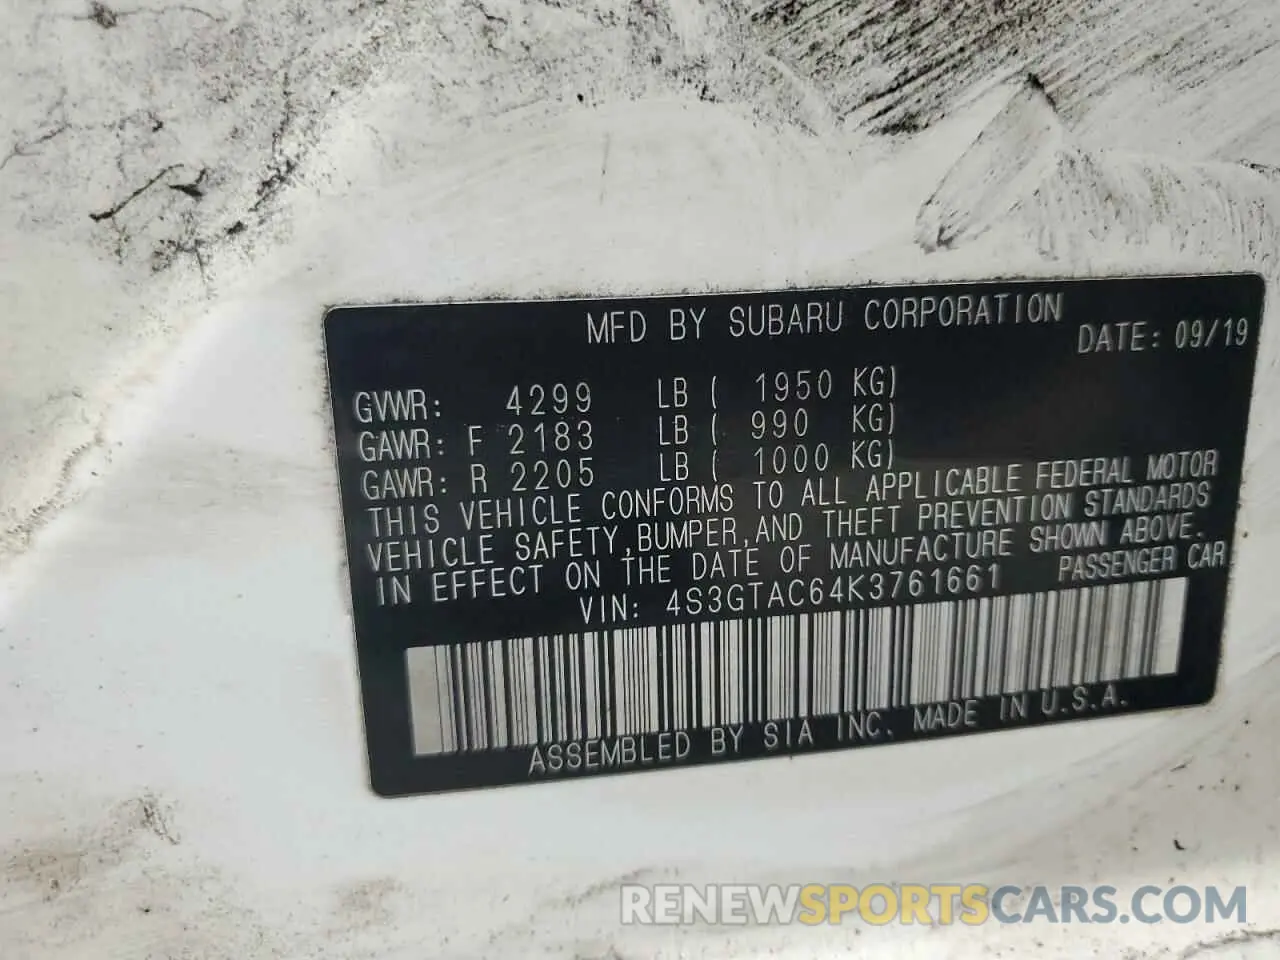 MFD BY SUBARU CORPORATION
DATE: 09/19
GVWR: 4299 LB ( 1950 KG)
GAWR: F 2183 LB ( 990 KG)
GAWR: R 2205 LB ( 1000 KG)
THIS VEHICLE CONFORMS TO ALL APPLICABLE FEDERAL MOTOR
VEHICLE SAFETY, BUMPER, AND THEFT PREVENTION STANDARDS
IN EFFECT ON THE DATE OF MANUFACTURE SHOWN ABOVE.
VIN: 4S3GTAC64K3761661 PASSENGER CAR
ASSEMBLED BY SIA INC. MADE IN U.S.A.
RENEWSPORTSCARS.COM